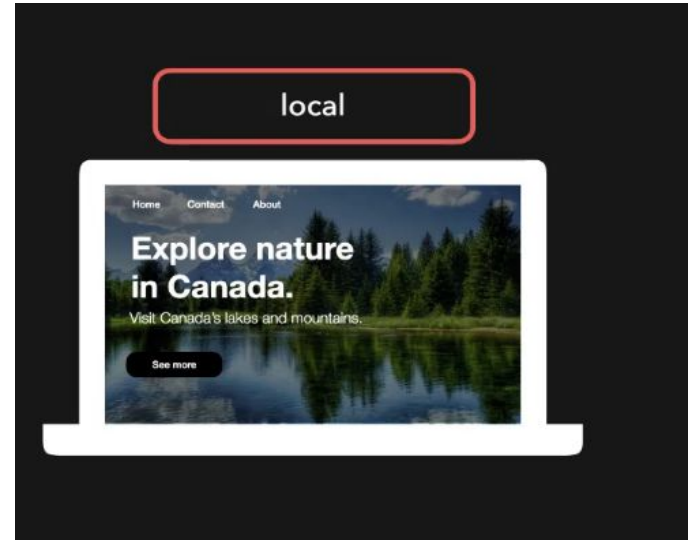 local
Home Contact About
Explore nature
in Canada.
Visit Canada's lakes and mountains.
See more